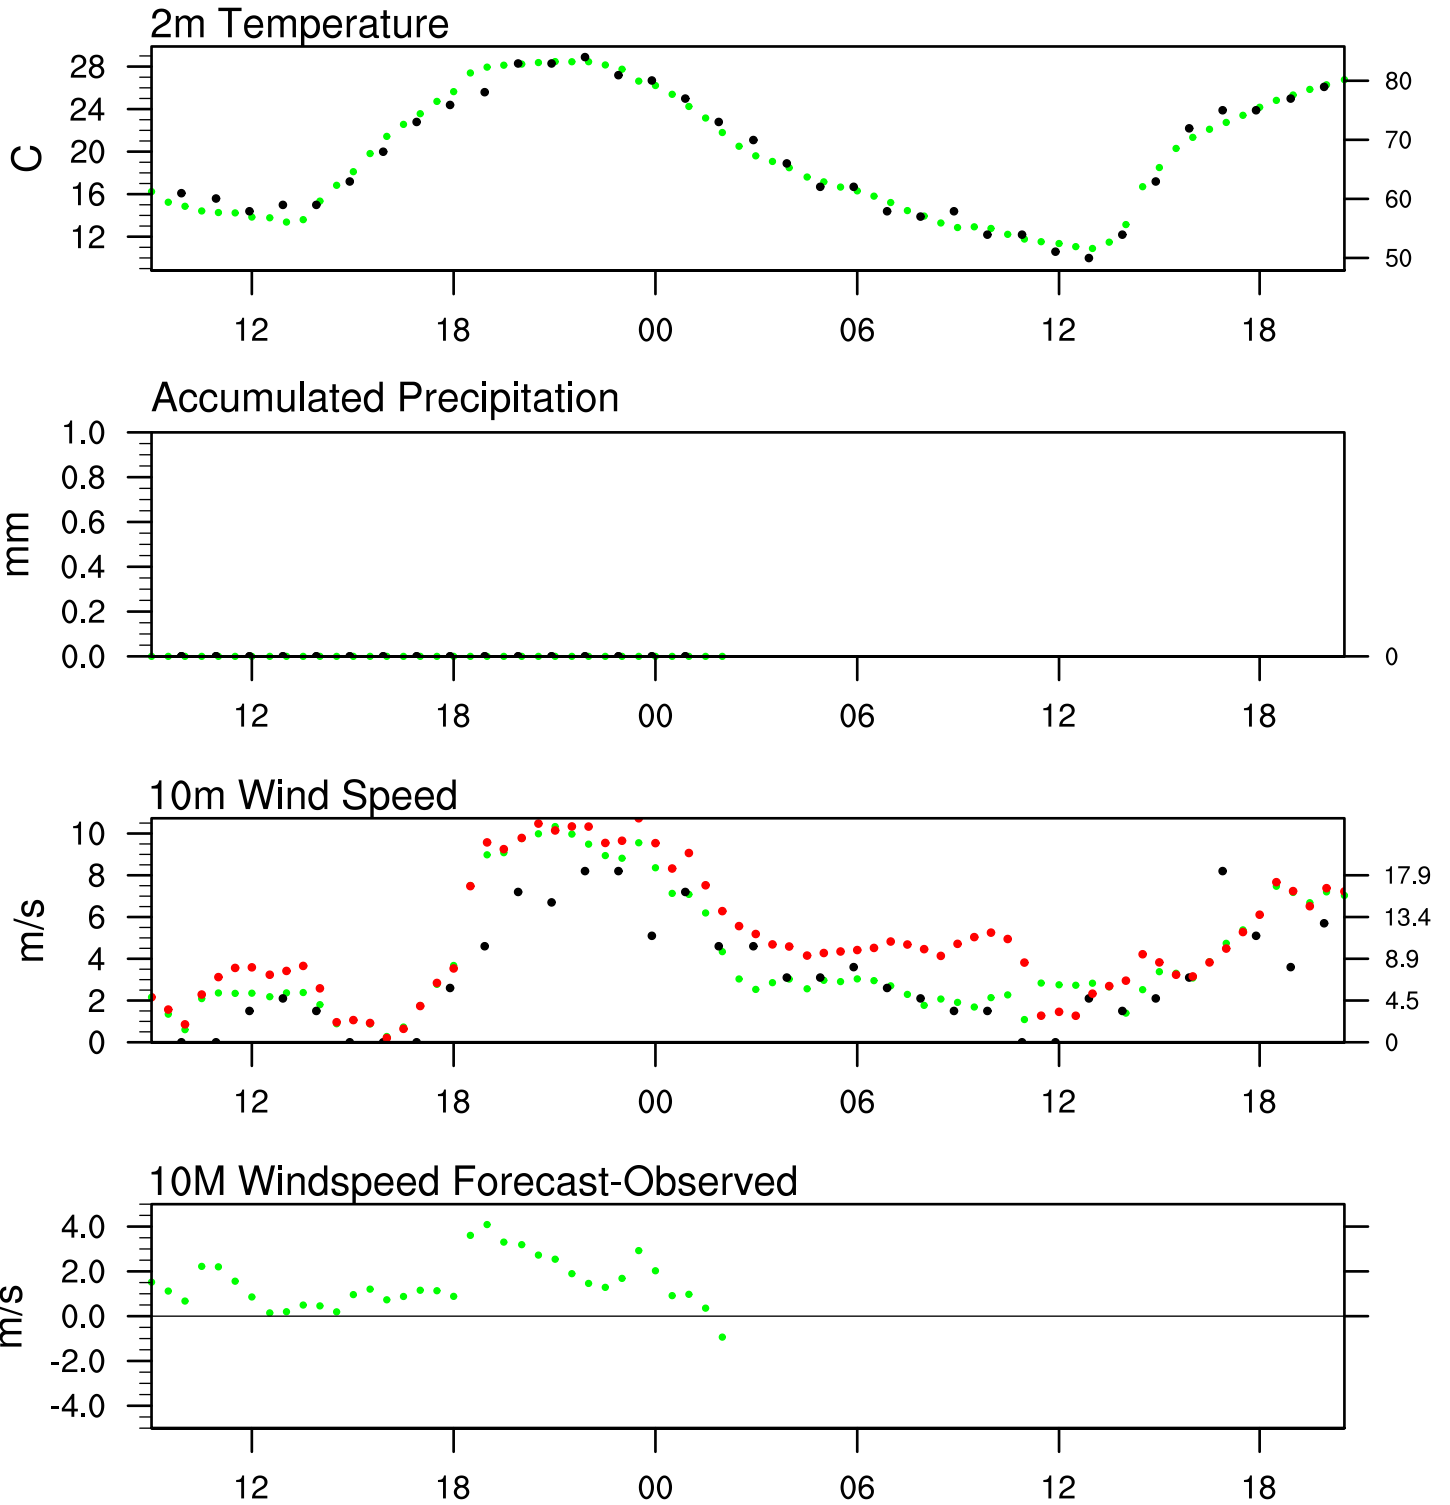 2m Temperature
28
24
20
16
12
C
80
70
60
50
12 18 00 06 12 18
Accumulated Precipitation
1.0
0.8
0.6
0.4
0.2
0.0
mm
0
12 18 00 06 12 18
10m Wind Speed
10
8
6
4
2
0
m/s
17.9
13.4
8.9
4.5
0
12 18 00 06 12 18
10M Windspeed Forecast-Observed
4.0
2.0
0.0
-2.0
-4.0
m/s
12 18 00 06 12 18